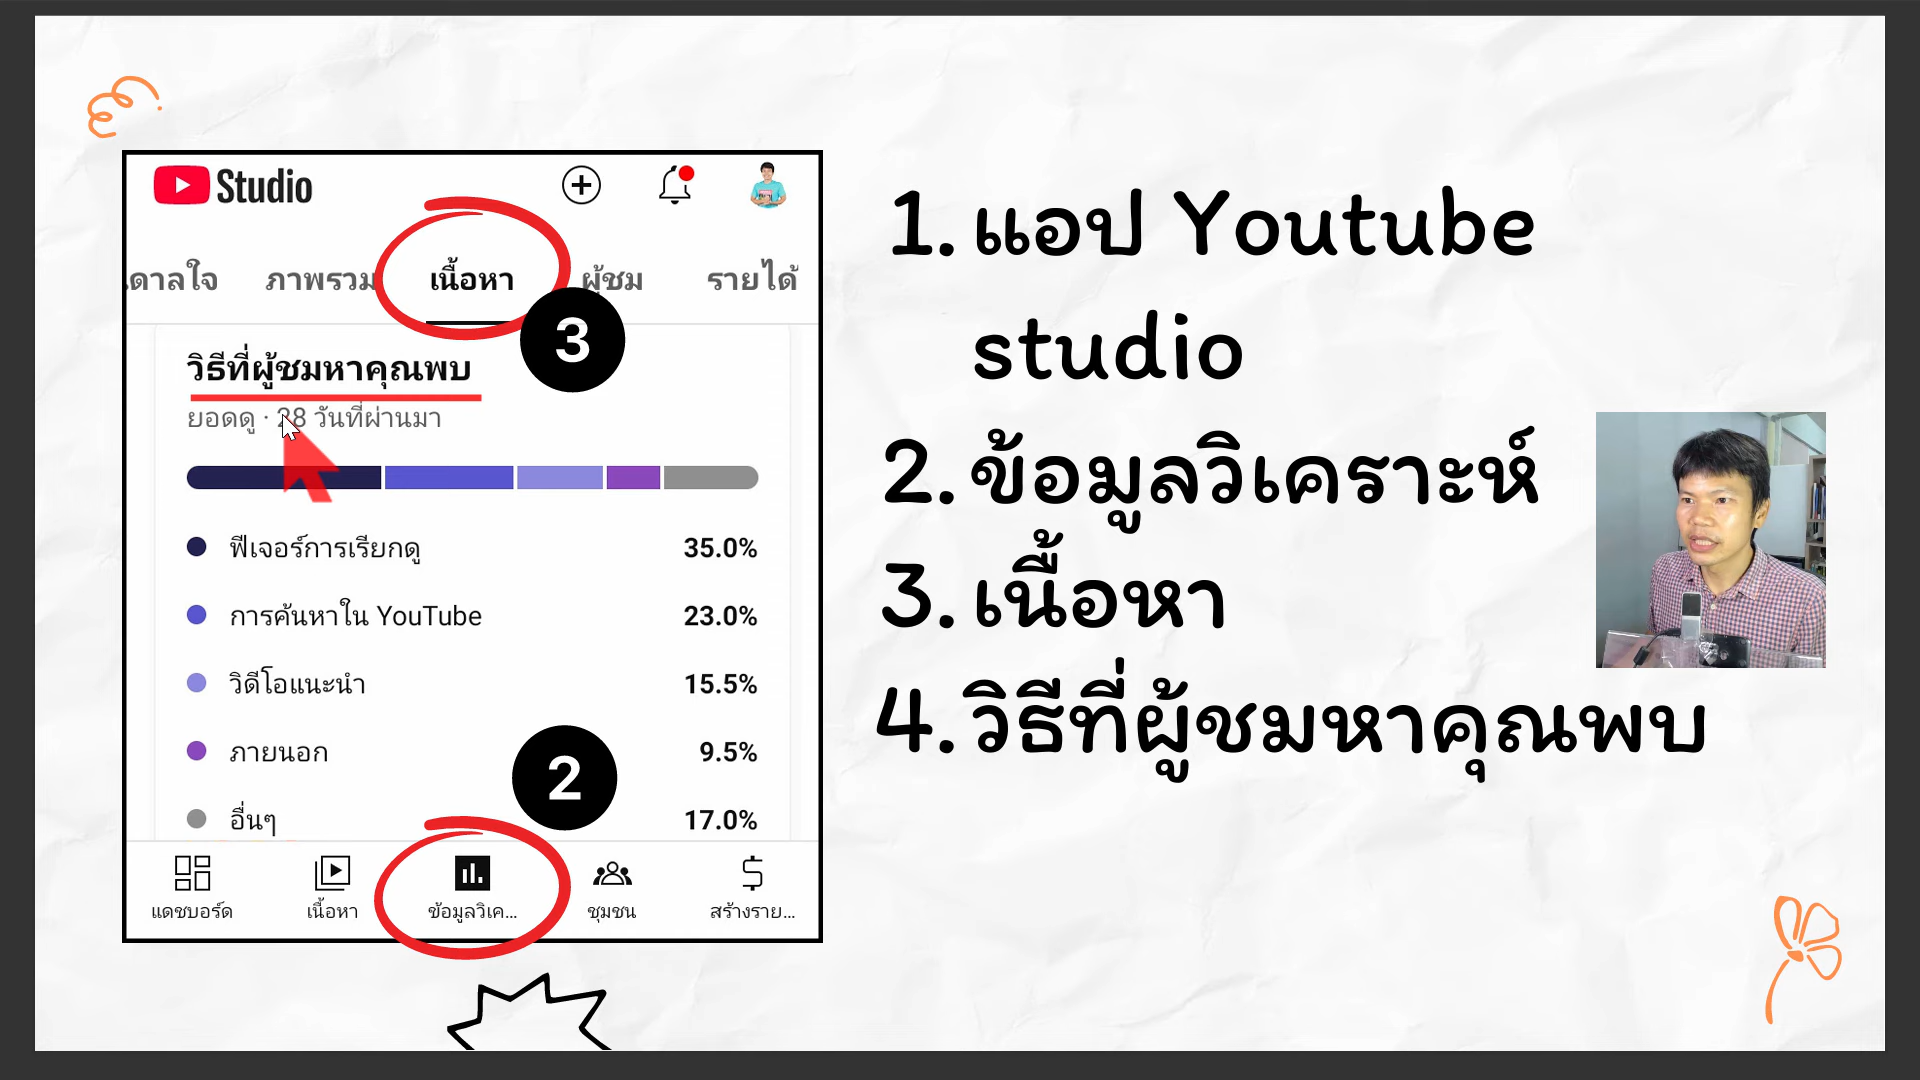 Studio
ดาลใจ ภาพรวม เนื้อหา ผู้ชม รายได้
3
วิธีที่ผู้ชมหาคุณพบ
ยอดดู · 28 วันที่ผ่านมา
ฟีเจอร์การเรียกดู 35.0%
การค้นหาใน YouTube 23.0%
วิดีโอแนะนำ 15.5%
ภายนอก 9.5%
2
อื่นๆ 17.0%
แดชบอร์ด เนื้อหา ข้อมูลวิเค... ชุมชน สร้างราย...
1. แอป Youtube
studio
2. ข้อมูลวิเคราะห์
3. เนื้อหา
4. วิธีที่ผู้ชมหาคุณพบ